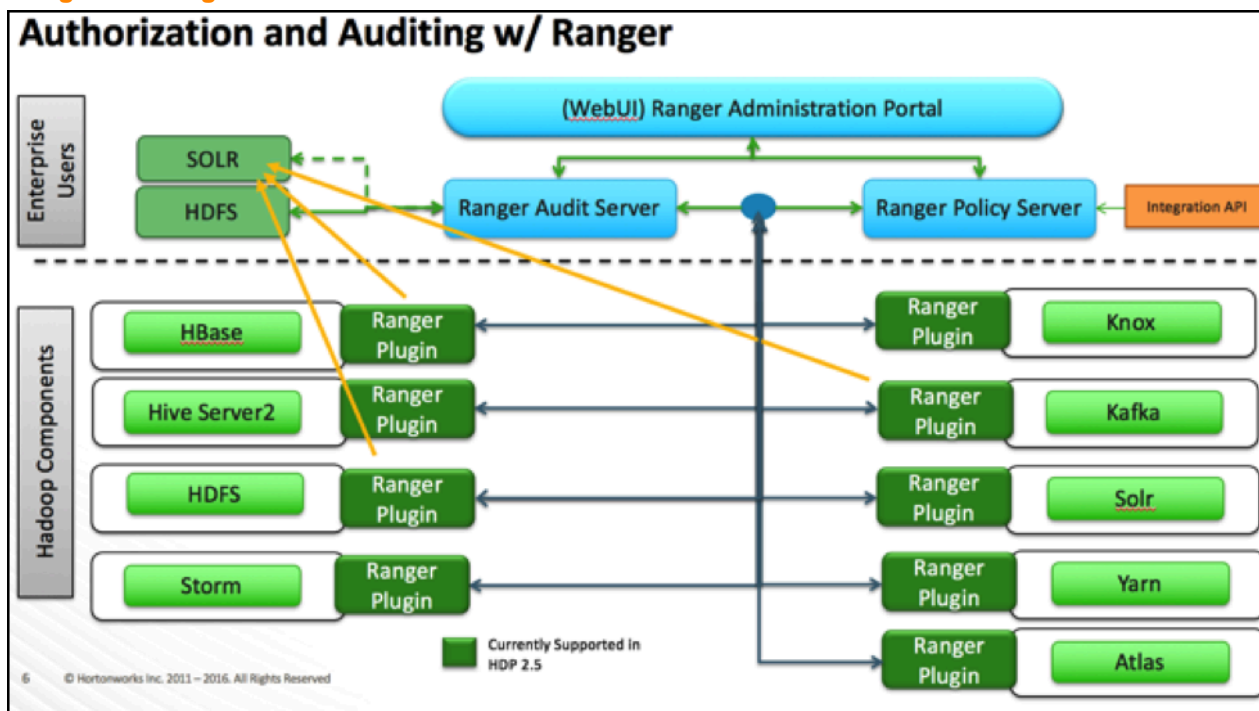 Authorization and Auditing w/ Ranger
Enterprise
Users
(WebUI) Ranger Administration Portal
SOLR
HDFS
Ranger Audit Server
Ranger Policy Server
Integration API
Hadoop Components
HBase
Ranger
Plugin
Ranger
Plugin
Knox
Hive Server2
Ranger
Plugin
Ranger
Plugin
Kafka
HDFS
Ranger
Plugin
Ranger
Plugin
Solr
Storm
Ranger
Plugin
Ranger
Plugin
Yarn
Ranger
Plugin
Atlas
Currently Supported in
HDP 2.5
6 © Hortonworks Inc. 2011 – 2016. All Rights Reserved